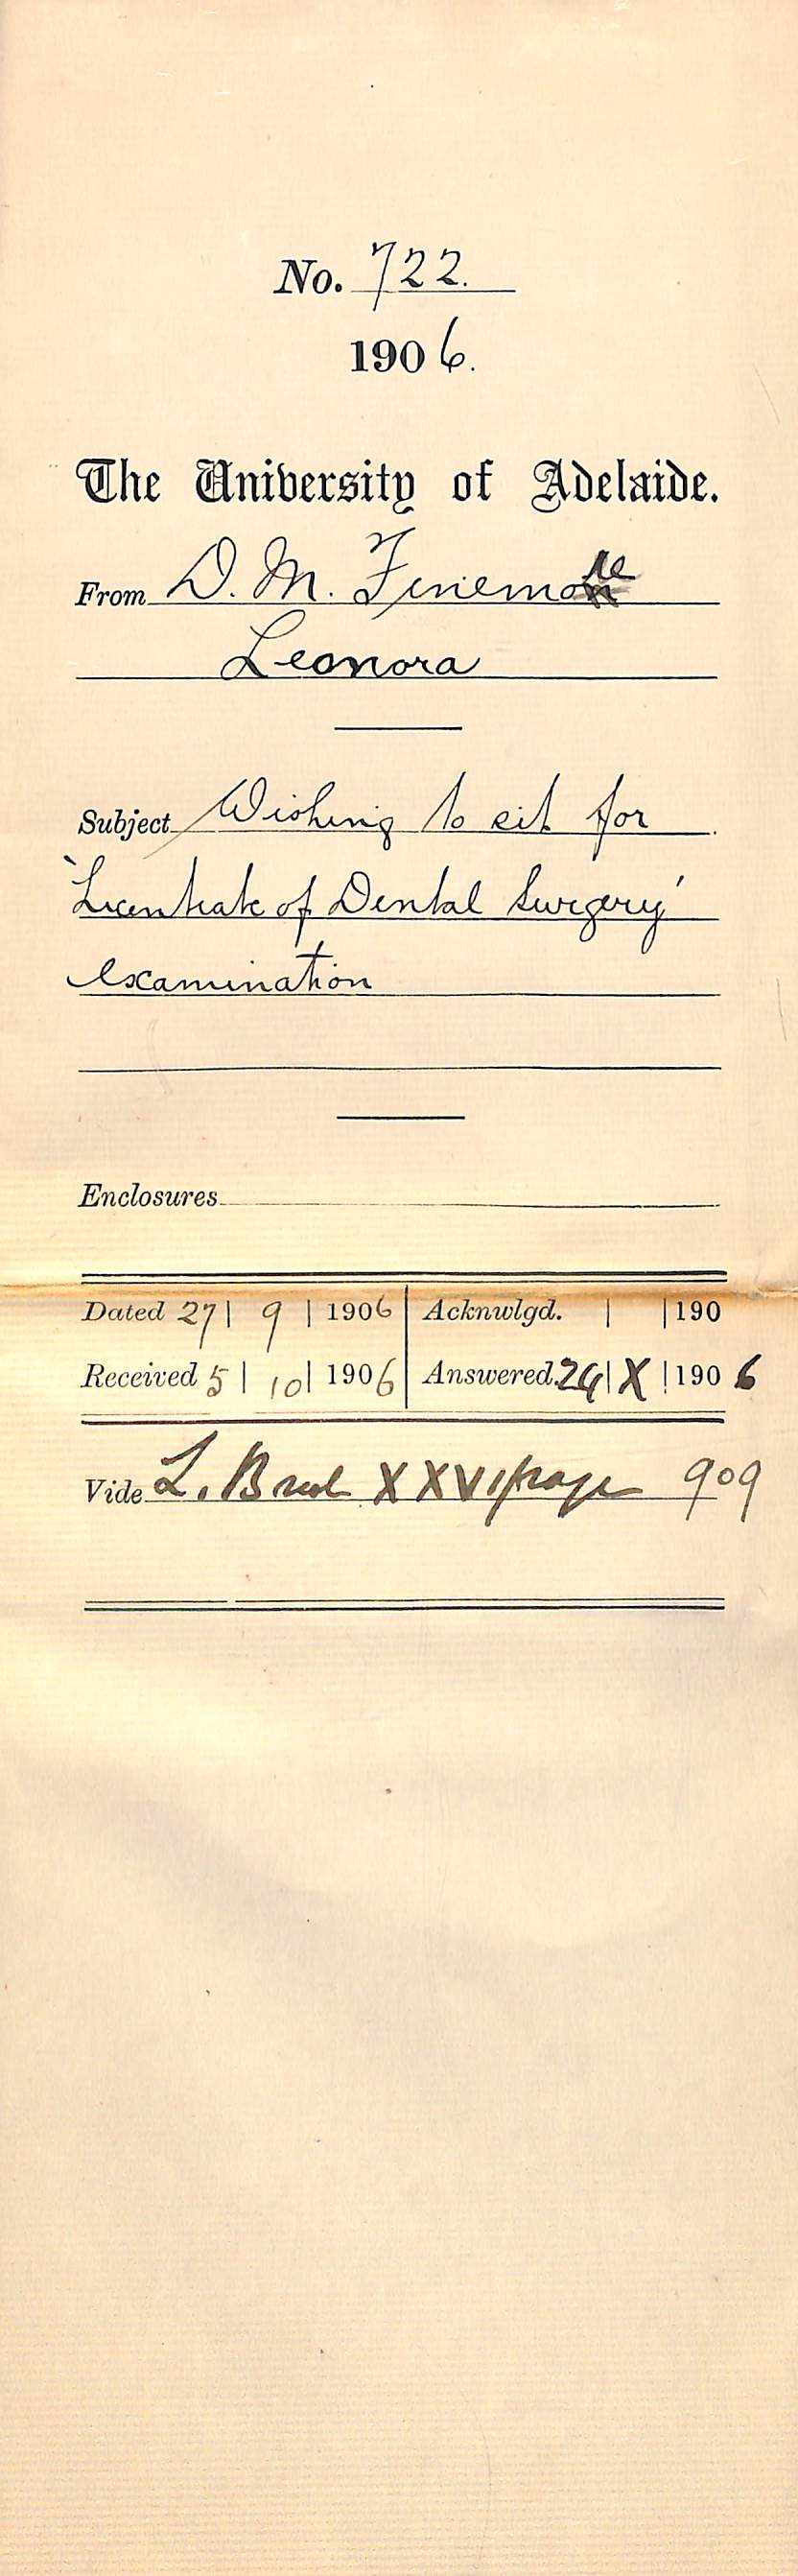 No. 722.
1906.
The University of Adelaide.
From D. M. Finemore
Leonora
Subject Wishing to sit for
'Licentiate of Dental Surgery'
examination
Enclosures
Dated 27 | 9 | 1906 Acknwlgd. | | 190
Received 5 | 10 | 1906 Answered 24 | X | 1906
Vide L. Book XXVI page 909